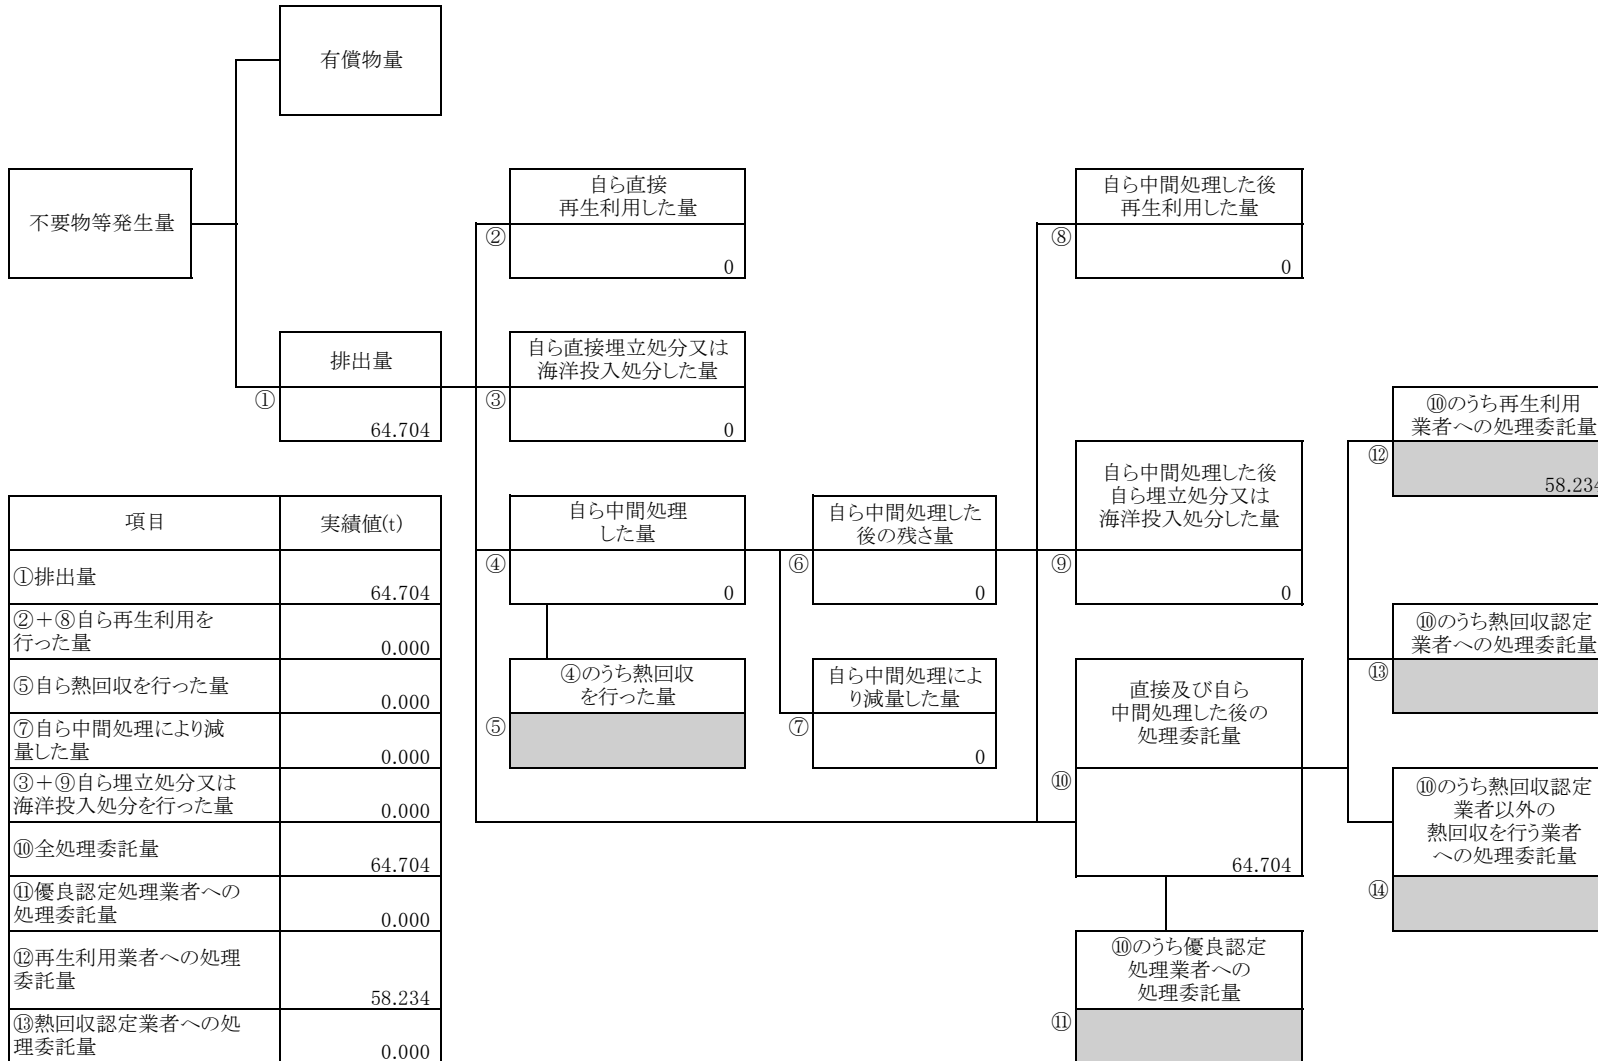 有償物量
不要物等発生量
自ら直接
再生利用した量
②
0
自ら中間処理した後
再生利用した量
⑧
0
排出量
①
64.704
自ら直接埋立処分又は
海洋投入処分した量
③
0
⑩のうち再生利用
業者への処理委託量
⑫
58.234
自ら中間処理
した量
④
0
自ら中間処理した
後の残さ量
⑥
0
自ら中間処理した後
自ら埋立処分又は
海洋投入処分した量
⑨
0
⑩のうち熱回収認定
業者への処理委託量
⑬
④のうち熱回収
を行った量
⑤
自ら中間処理によ
り減量した量
⑦
0
直接及び自ら
中間処理した後の
処理委託量
⑩
64.704
⑩のうち熱回収認定
業者以外の
熱回収を行う業者
への処理委託量
⑭
⑩のうち優良認定
処理業者への
処理委託量
⑪
項目 実績値(t)
①排出量
64.704
②＋⑧自ら再生利用を
行った量 0.000
⑤自ら熱回収を行った量
0.000
⑦自ら中間処理により減
量した量 0.000
③＋⑨自ら埋立処分又は
海洋投入処分を行った量 0.000
⑩全処理委託量
64.704
⑪優良認定処理業者への
処理委託量 0.000
⑫再生利用業者への処理
委託量
58.234
⑬熱回収認定業者への処
理委託量 0.000